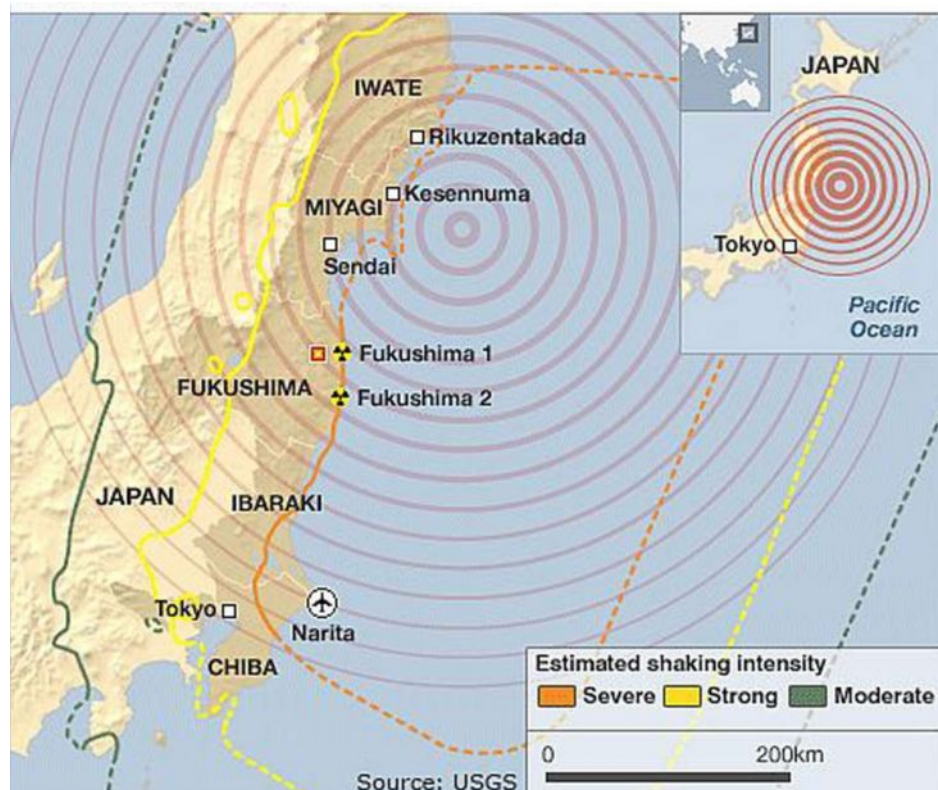 IWATE
Rikuzentakada
Kesennuma
MIYAGI
Sendai
Fukushima 1
FUKUSHIMA
Fukushima 2
JAPAN
IBARAKI
Tokyo
Narita
CHIBA
JAPAN
Tokyo
Pacific
Ocean
Estimated shaking intensity
Severe Strong Moderate
0 200km
Source: USGS